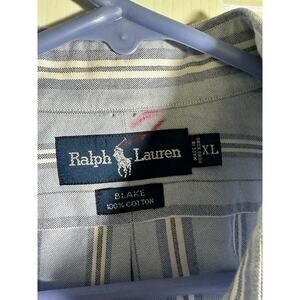 Ralph Lauren
XL
BLAKE
100% COTTON